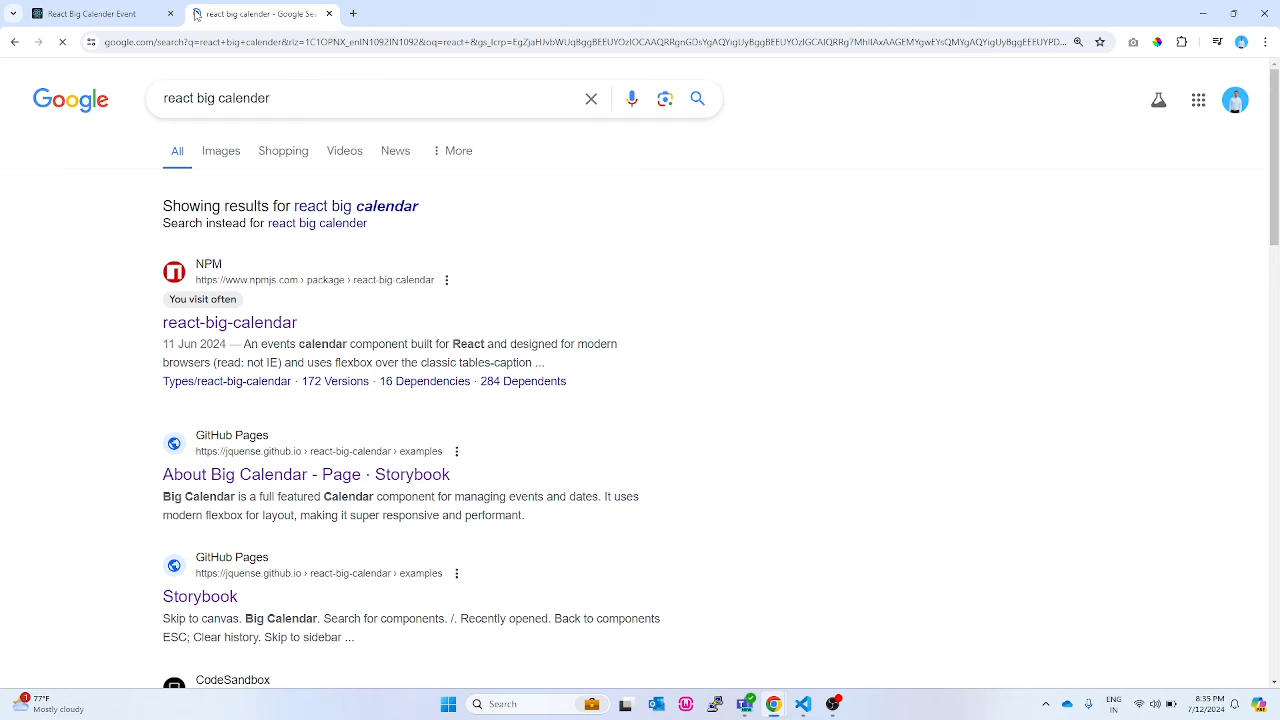 React Big Calender Event
react big calender - Google Sea
google.com/search?q=react+big+calender&rlz=1C1OPNX_enIN1092IN1092&oq=react+
Google
react big calender
All
Images
Shopping
Videos
News
More
Showing results for react big calendar
Search instead for react big calender
NPM
https://www.npmjs.com › package › react-big-calendar
You visit often
react-big-calendar
11 Jun 2024 — An events calendar component built for React and designed for modern
browsers (read: not IE) and uses flexbox over the classic tables-caption ...
Types/react-big-calendar · 172 Versions · 16 Dependencies · 284 Dependents
GitHub Pages
https://jquense.github.io › react-big-calendar › examples
About Big Calendar - Page · Storybook
Big Calendar is a full featured Calendar component for managing events and dates. It uses
modern flexbox for layout, making it super responsive and performant.
GitHub Pages
https://jquense.github.io › react-big-calendar › examples
Storybook
Skip to canvas. Big Calendar. Search for components. /. Recently opened. Back to components
ESC; Clear history. Skip to sidebar ...
CodeSandbox
1
77°F
Mostly cloudy
Search
NEW
ENG
IN
8:35 PM
7/12/2024